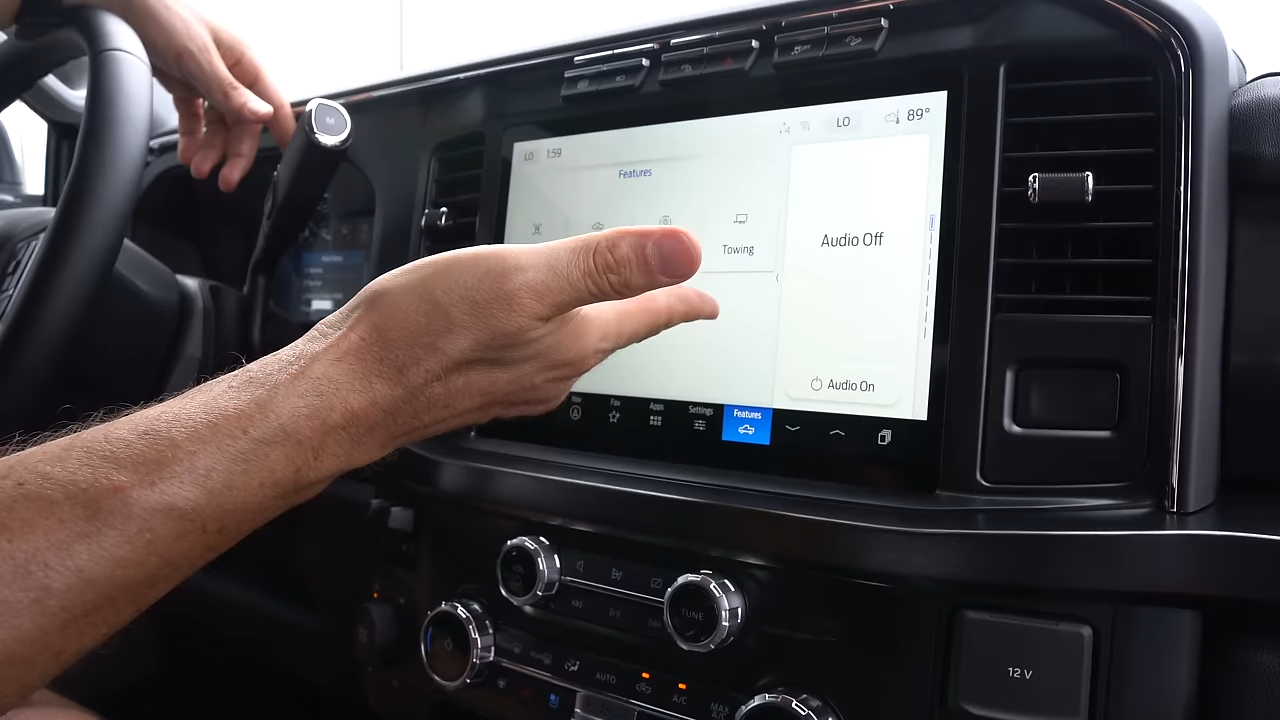 M
LO 1:59
LO 89°
Features
Towing
Audio Off
Audio On
Nav
Fav
Apps
Settings
Features
TUNE
AUTO
A/C
MAX
A/C
12 V